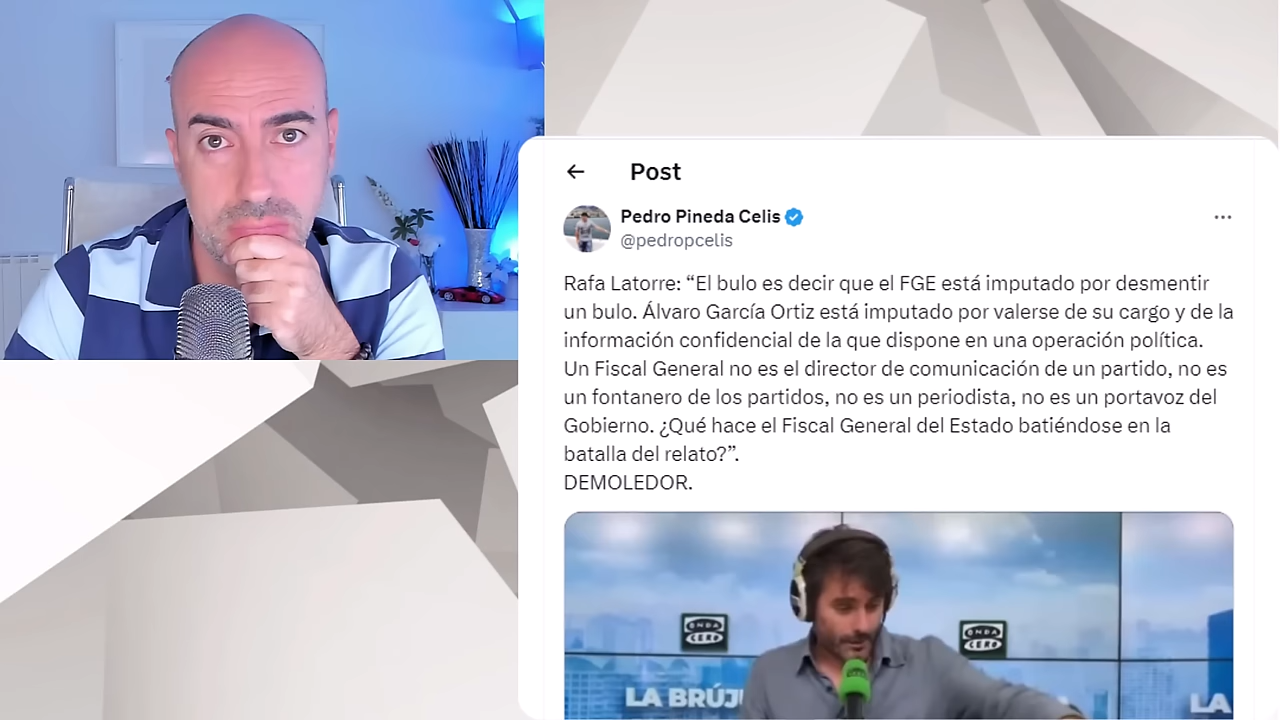 Post
Pedro Pineda Celis
@pedropcelis
Rafa Latorre: “El bulo es decir que el FGE está imputado por desmentir
un bulo. Álvaro García Ortiz está imputado por valerse de su cargo y de la
información confidencial de la que dispone en una operación política.
Un Fiscal General no es el director de comunicación de un partido, no es
un fontanero de los partidos, no es un periodista, no es un portavoz del
Gobierno. ¿Qué hace el Fiscal General del Estado batiéndose en la
batalla del relato?”.
DEMOLEDOR.
ONDA
CERO
ONDA
CERO
LA BRÚJ
LA